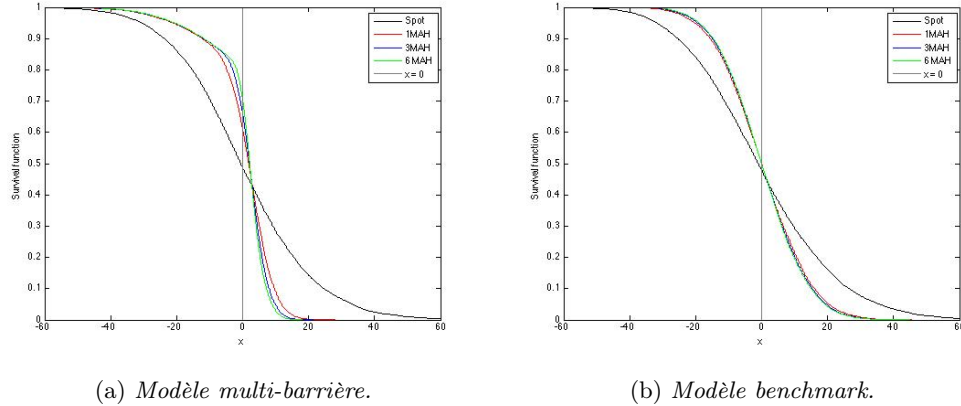 1
0.9
0.8
0.7
0.6
0.5
0.4
0.3
0.2
0.1
0
Survival function
-60
-40
-20
0
20
40
60
x
Spot
1MAH
3MAH
6 MAH
x = 0
(a) Modèle multi-barrière.
1
0.9
0.8
0.7
0.6
0.5
0.4
0.3
0.2
0.1
0
Survival function
-60
-40
-20
0
20
40
60
x
Spot
1MAH
3MAH
6 MAH
x = 0
(b) Modèle benchmark.